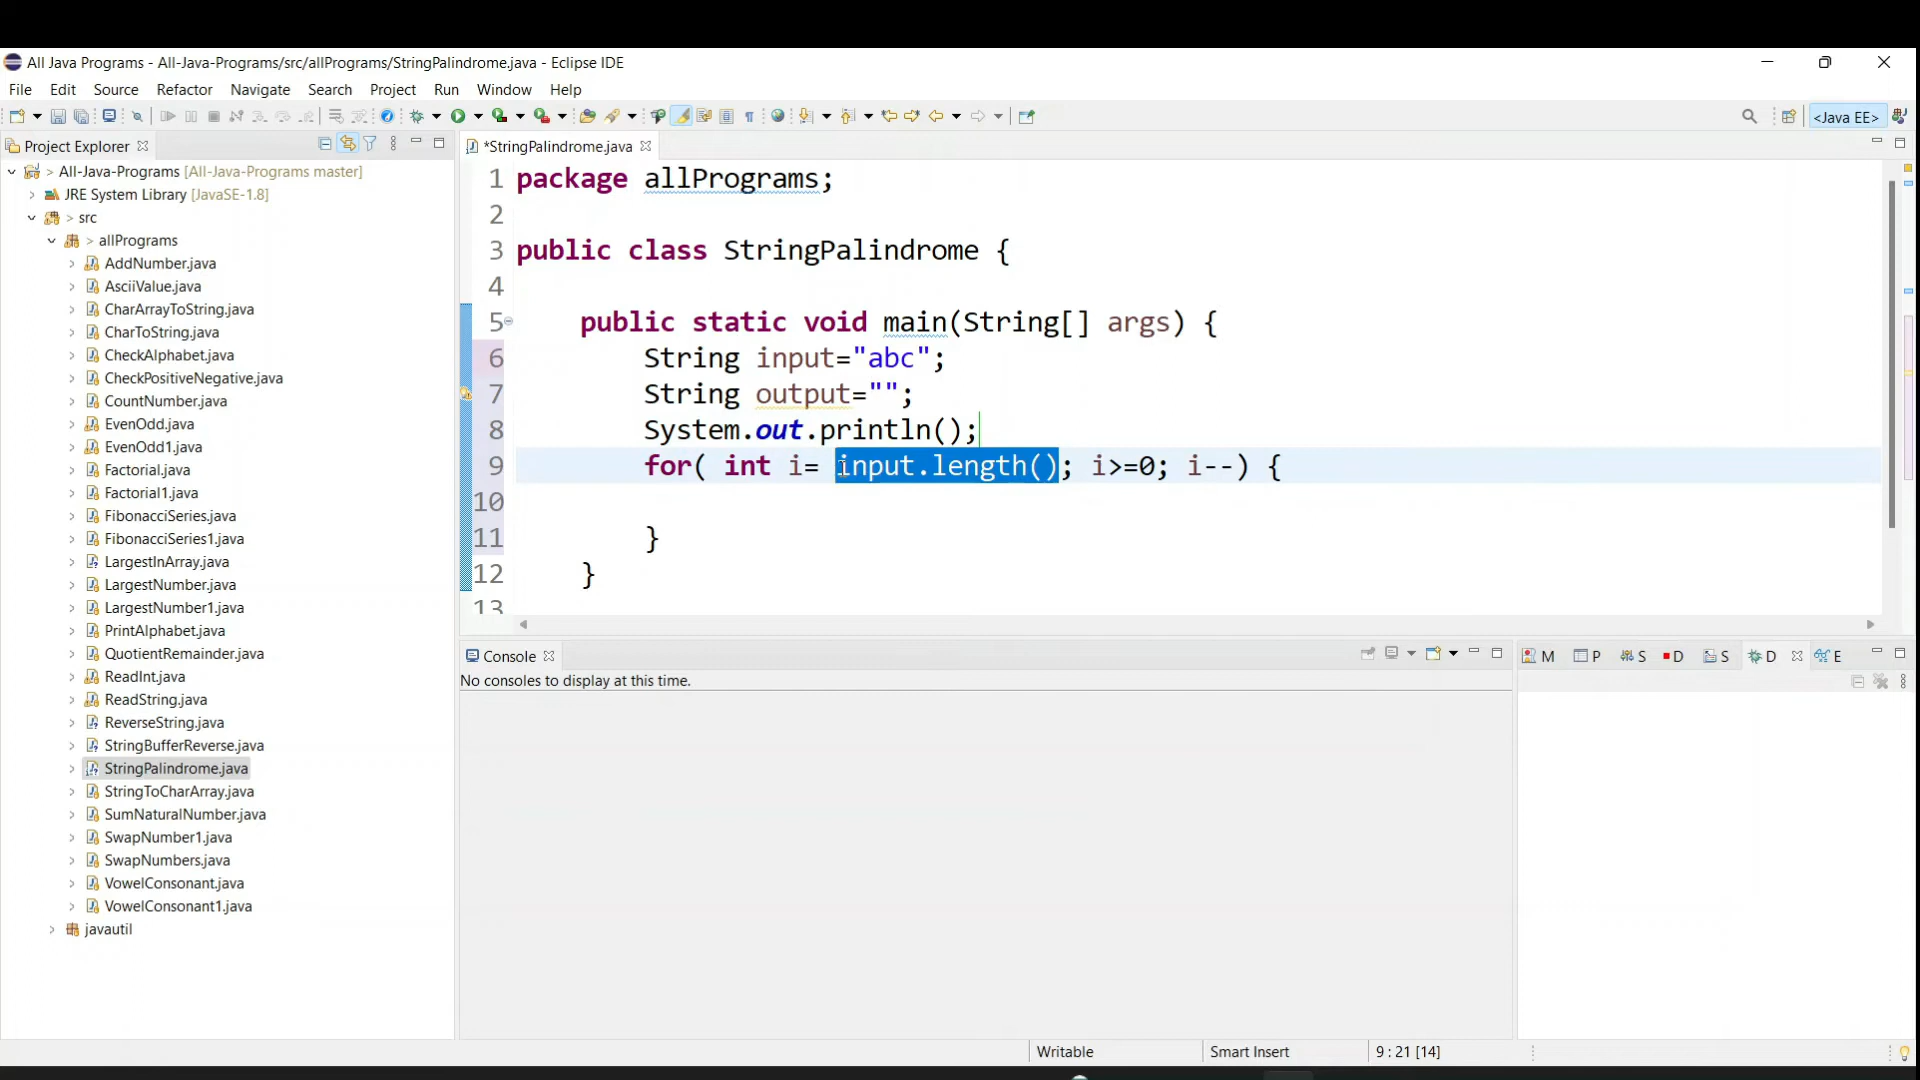 All Java Programs - All-Java-Programs/src/allPrograms/StringPalindrome.java - Eclipse IDE
File Edit Source Refactor Navigate Search Project Run Window Help
<Java EE>
Project Explorer
*StringPalindrome.java
All-Java-Programs [All-Java-Programs master]
JRE System Library [JavaSE-1.8]
> src
> allPrograms
AddNumber.java
AsciiValue.java
CharArrayToString.java
CharToString.java
CheckAlphabet.java
CheckPositiveNegative.java
CountNumber.java
EvenOdd.java
EvenOdd1.java
Factorial.java
Factorial1.java
FibonacciSeries.java
FibonacciSeries1.java
LargestInArray.java
LargestNumber.java
LargestNumber1.java
PrintAlphabet.java
QuotientRemainder.java
ReadInt.java
ReadString.java
ReverseString.java
StringBufferReverse.java
StringPalindrome.java
StringToCharArray.java
SumNaturalNumber.java
SwapNumber1.java
SwapNumbers.java
VowelConsonant.java
VowelConsonant1.java
javautil
1 package allPrograms;
2
3 public class StringPalindrome {
4
5 public static void main(String[] args) {
6 String input="abc";
7 String output="";
8 System.out.println();
9 for( int i= input.length(); i>=0; i--) {
10
11 }
12 }
13
Console
No consoles to display at this time.
M P S D S D E
Writable Smart Insert 9 : 21 [14]